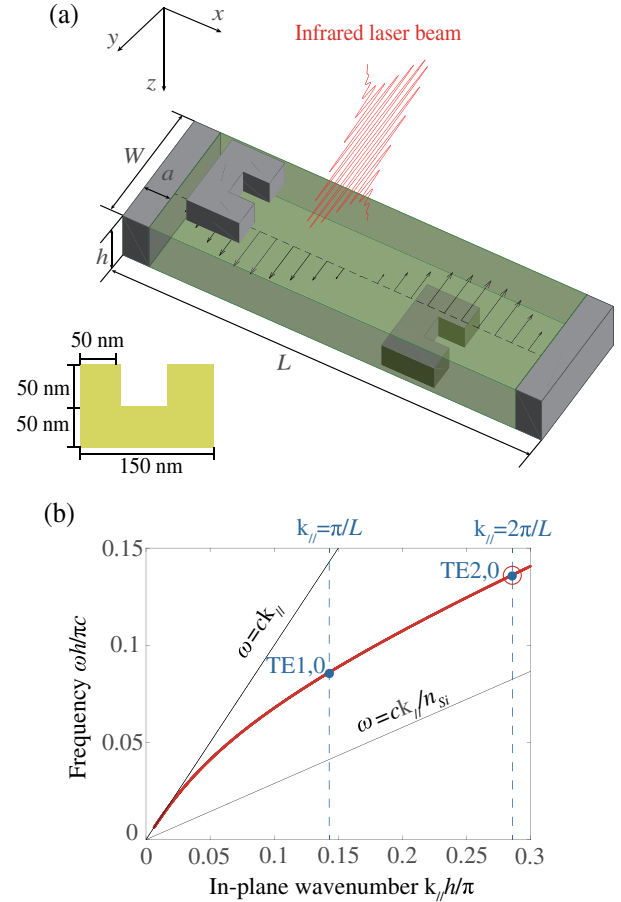 (a)
x
y
z
Infrared laser beam
W
a
h
L
50 nm
50 nm
50 nm
150 nm
(b)
k//=π/L
k//=2π/L
0.15
0.1
0.05
0
Frequency ωh/πc
ω=ck//
TE1,0
TE2,0
ω=ck///nSi
0
0.05
0.1
0.15
0.2
0.25
0.3
In-plane wavenumber k//h/π